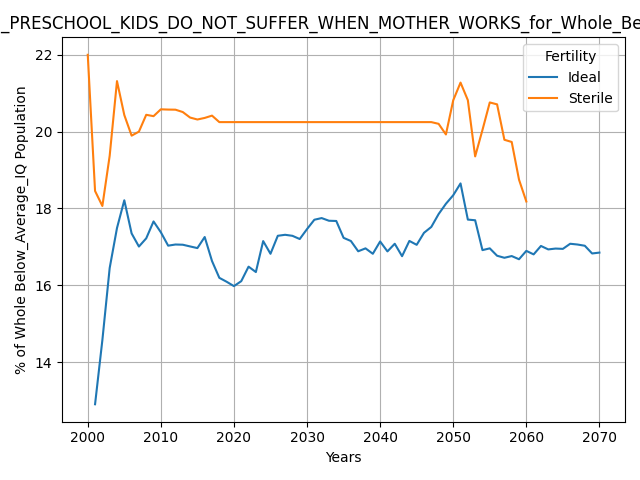 _PRESCHOOL_KIDS_DO_NOT_SUFFER_WHEN_MOTHER_WORKS_for_Whole_Be
Fertility
Ideal
Sterile
% of Whole Below_Average_IQ Population
22
20
18
16
14
2000 2010 2020 2030 2040 2050 2060 2070
Years